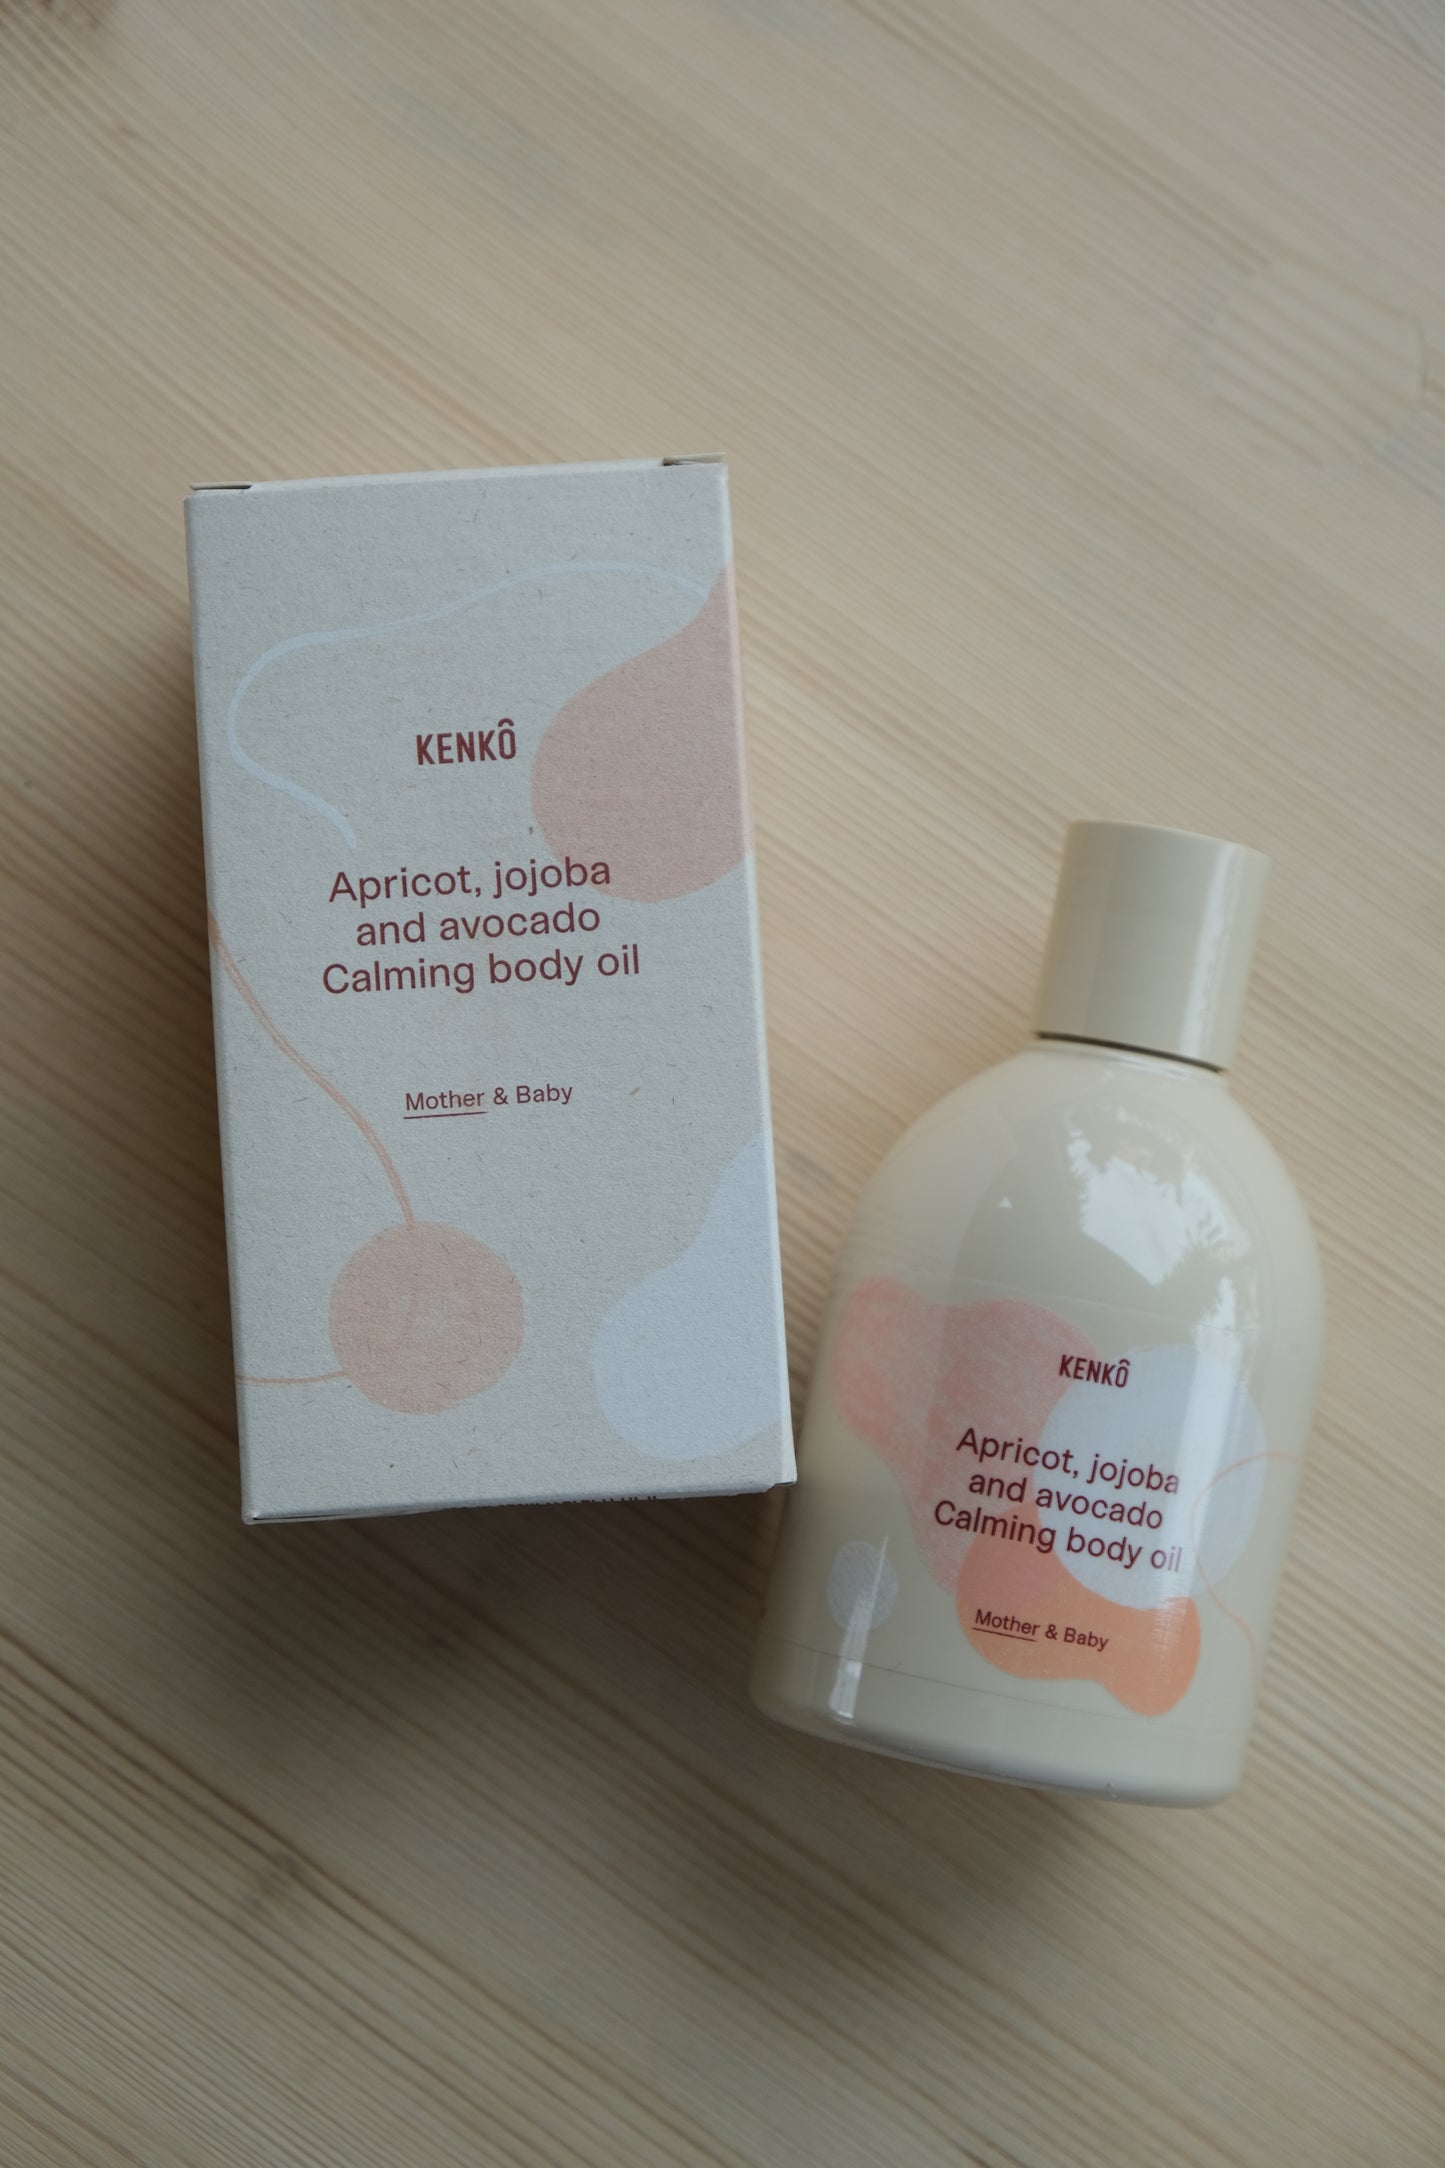 KENKÔ
Apricot, jojoba
and avocado
Calming body oil
Mother & Baby
KENKÔ
Apricot, jojoba
and avocado
Calming body oil
Mother & Baby